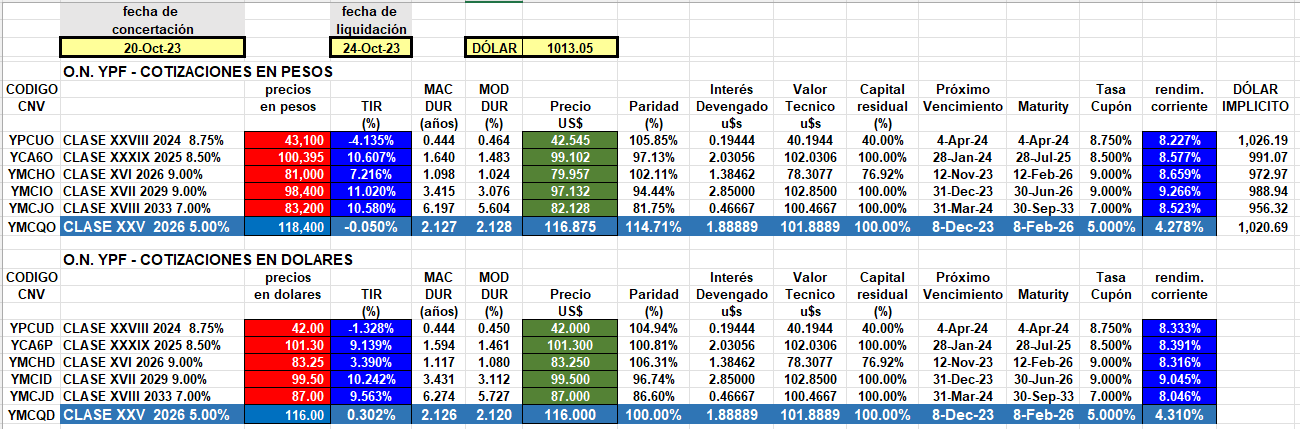 fecha de concertación fecha de liquidación
20-Oct-23 24-Oct-23 DÓLAR 1013.05
O.N. YPF - COTIZACIONES EN PESOS
CODIGO precios MAC MOD Interés Valor Capital Próximo Tasa rendim. DÓLAR
CNV en pesos TIR DUR DUR Precio Paridad Devengado Tecnico residual Vencimiento Maturity Cupón corriente IMPLICITO
(%) (años) (%) US$ (%) u$s u$s (%)
YPCUO CLASE XXVIII 2024 8.75% 43,100 -4.135% 0.444 0.464 42.545 105.85% 0.19444 40.1944 40.00% 4-Apr-24 4-Apr-24 8.750% 8.227% 1,026.19
YCA6O CLASE XXXIX 2025 8.50% 100,395 10.607% 1.640 1.483 99.102 97.13% 2.03056 102.0306 100.00% 28-Jan-24 28-Jul-25 8.500% 8.577% 991.07
YMCHO CLASE XVI 2026 9.00% 81,000 7.216% 1.098 1.024 79.957 102.11% 1.38462 78.3077 76.92% 12-Nov-23 12-Feb-26 9.000% 8.659% 972.97
YMCIO CLASE XVII 2029 9.00% 98,400 11.020% 3.415 3.076 97.132 94.44% 2.85000 102.8500 100.00% 31-Dec-23 30-Jun-26 9.000% 9.266% 988.94
YMCJO CLASE XVIII 2033 7.00% 83,200 10.580% 6.197 5.604 82.128 81.75% 0.46667 100.4667 100.00% 31-Mar-24 30-Sep-33 7.000% 8.523% 956.32
YMCQO CLASE XXV 2026 5.00% 118,400 -0.050% 2.127 2.128 116.875 114.71% 1.88889 101.8889 100.00% 8-Dec-23 8-Feb-26 5.000% 4.278% 1,020.69
O.N. YPF - COTIZACIONES EN DOLARES
CODIGO precios MAC MOD Interés Valor Capital Próximo Tasa rendim.
CNV en dolares TIR DUR DUR Precio Paridad Devengado Tecnico residual Vencimiento Maturity Cupón corriente
(%) (años) (%) US$ (%) u$s u$s (%)
YPCUD CLASE XXVIII 2024 8.75% 42.00 -1.328% 0.444 0.450 42.000 104.94% 0.19444 40.1944 40.00% 4-Apr-24 4-Apr-24 8.750% 8.333%
YCA6P CLASE XXXIX 2025 8.50% 101.30 9.139% 1.594 1.461 101.300 100.81% 2.03056 102.0306 100.00% 28-Jan-24 28-Jul-25 8.500% 8.391%
YMCHD CLASE XVI 2026 9.00% 83.25 3.390% 1.117 1.080 83.250 106.31% 1.38462 78.3077 76.92% 12-Nov-23 12-Feb-26 9.000% 8.316%
YMCID CLASE XVII 2029 9.00% 99.50 10.242% 3.431 3.112 99.500 96.74% 2.85000 102.8500 100.00% 31-Dec-23 30-Jun-26 9.000% 9.045%
YMCJD CLASE XVIII 2033 7.00% 87.00 9.563% 6.274 5.727 87.000 86.60% 0.46667 100.4667 100.00% 31-Mar-24 30-Sep-33 7.000% 8.046%
YMCQD CLASE XXV 2026 5.00% 116.00 0.302% 2.126 2.120 116.000 100.00% 1.88889 101.8889 100.00% 8-Dec-23 8-Feb-26 5.000% 4.310%